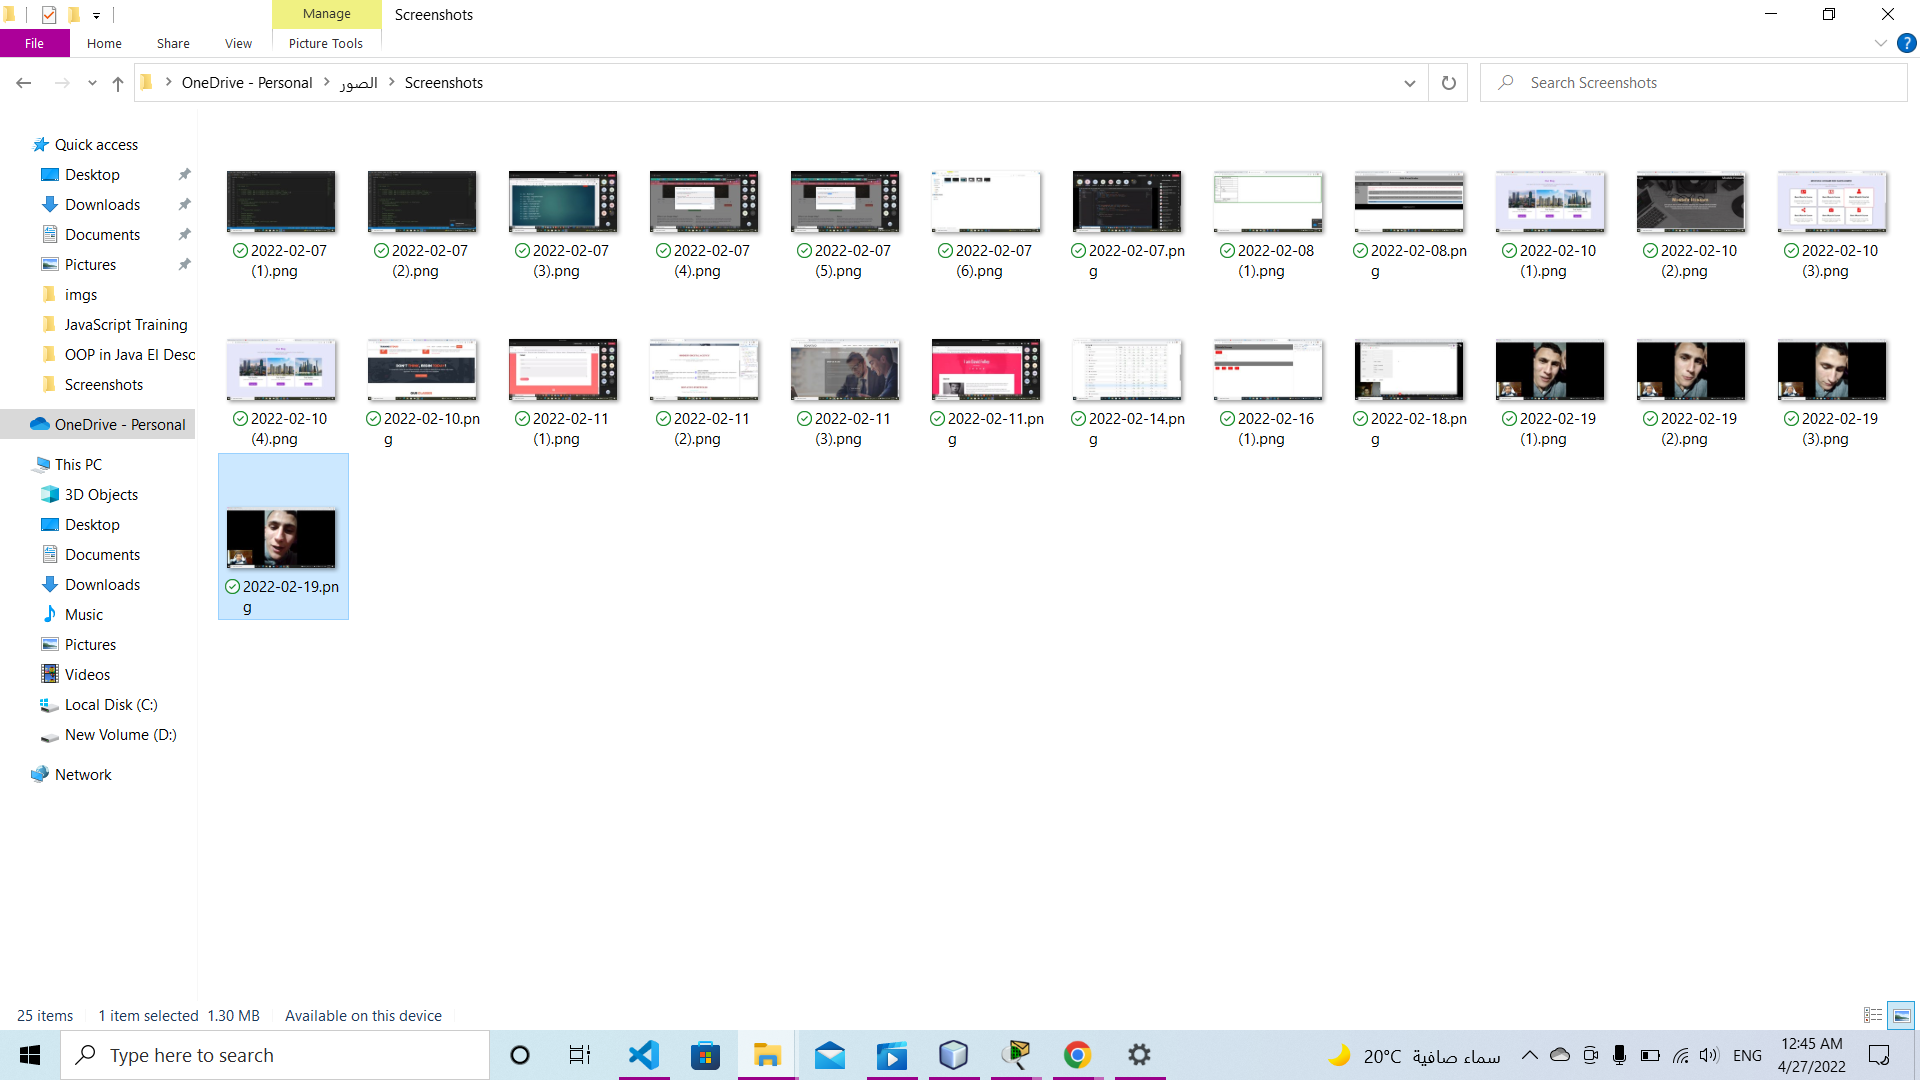 Manage
Screenshots
File
Home
Share
View
Picture Tools
OneDrive - Personal
الصور
Screenshots
Search Screenshots
Quick access
Desktop
Downloads
Documents
Pictures
imgs
JavaScript Training
OOP in Java El Desc
Screenshots
OneDrive - Personal
This PC
3D Objects
Desktop
Documents
Downloads
Music
Pictures
Videos
Local Disk (C:)
New Volume (D:)
Network
2022-02-07
(1).png
2022-02-07
(2).png
2022-02-07
(3).png
2022-02-07
(4).png
2022-02-07
(5).png
2022-02-07
(6).png
2022-02-07.pn
g
2022-02-08
(1).png
2022-02-08.pn
g
2022-02-10
(1).png
2022-02-10
(2).png
2022-02-10
(3).png
2022-02-10
(4).png
2022-02-10.pn
g
2022-02-11
(1).png
2022-02-11
(2).png
2022-02-11
(3).png
2022-02-11.pn
g
2022-02-14.pn
g
2022-02-16
(1).png
2022-02-18.pn
g
2022-02-19
(1).png
2022-02-19
(2).png
2022-02-19
(3).png
2022-02-19.pn
g
25 items
1 item selected 1.30 MB
Available on this device
Type here to search
20°C سماء صافية
ENG
12:45 AM
4/27/2022